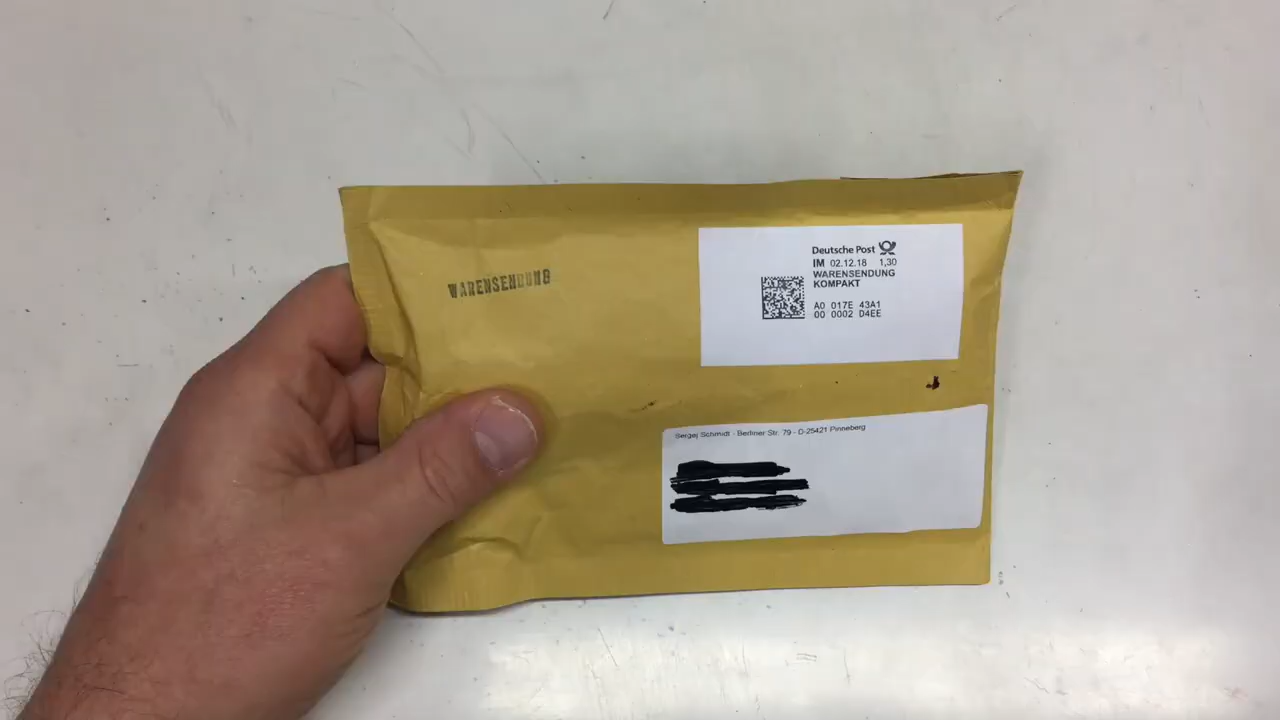 WARENSENDUNG
Deutsche Post
IM 02.12.18 1,30
WARENSENDUNG
KOMPAKT
A0 017E 43A1
00 0002 D4EE
Sergej Schmidt - Berliner Str. 79 - D-25421 Pinneberg